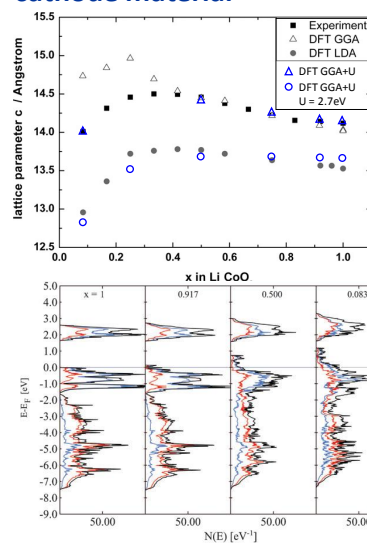 15.5
15.0
14.5
14.0
13.5
13.0
12.5
lattice parameter c / Angstrom
Experiment
DFT GGA
DFT LDA
DFT GGA+U
DFT GGA+U
U = 2.7eV
0.0 0.2 0.4 0.6 0.8 1.0
x in Li CoO
5.0
4.0
3.0
2.0
1.0
0.0
-1.0
-2.0
-3.0
-4.0
-5.0
-6.0
-7.0
-8.0
-9.0
E-E_F [eV]
x = 1 0.917 0.500 0.083
50.00 50.00 50.00 50.00
N(E) [eV⁻¹]